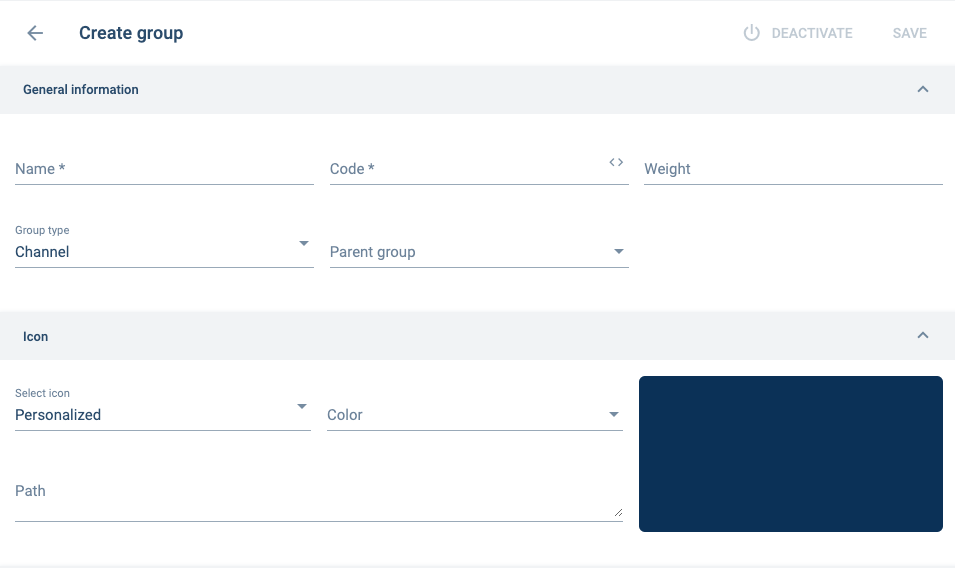 Create group
DEACTIVATE
SAVE
General information
Name *
Code *
<>
Weight
Group type
Channel
Parent group
Icon
Select icon
Personalized
Color
Path